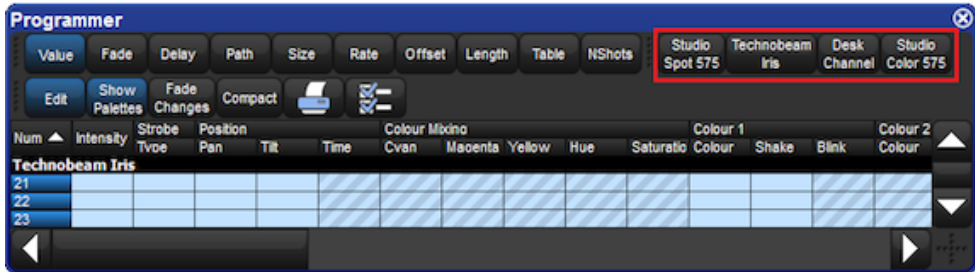 Programmer
Value Fade Delay Path Size Rate Offset Length Table NShots Studio Spot 575 Technobeam Iris Desk Channel Studio Color 575
Edit Show Palettes Fade Changes Compact
Num Intensity Strobe Position Colour Mixing Colour 1 Colour 2
Type Pan Tilt Time Cyan Magenta Yellow Hue Saturatio Colour Shake Blink Colour
Technobeam Iris
21
22
23